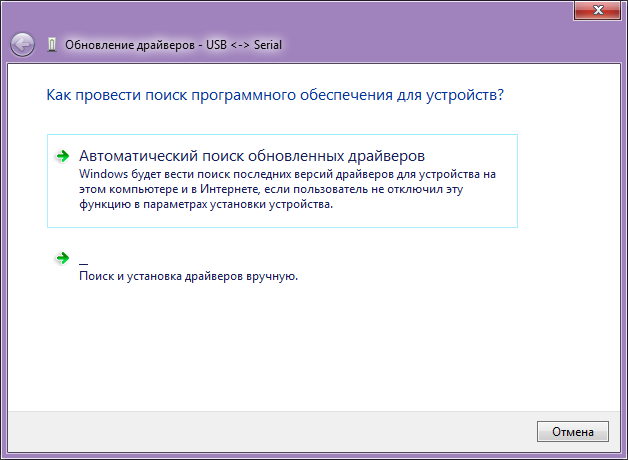 Обновление драйверов - USB <-> Serial
Как провести поиск программного обеспечения для устройств?
Автоматический поиск обновленных драйверов
Windows будет вести поиск последних версий драйверов для устройства на
этом компьютере и в Интернете, если пользователь не отключил эту
функцию в параметрах установки устройства.
_
Поиск и установка драйверов вручную.
Отмена